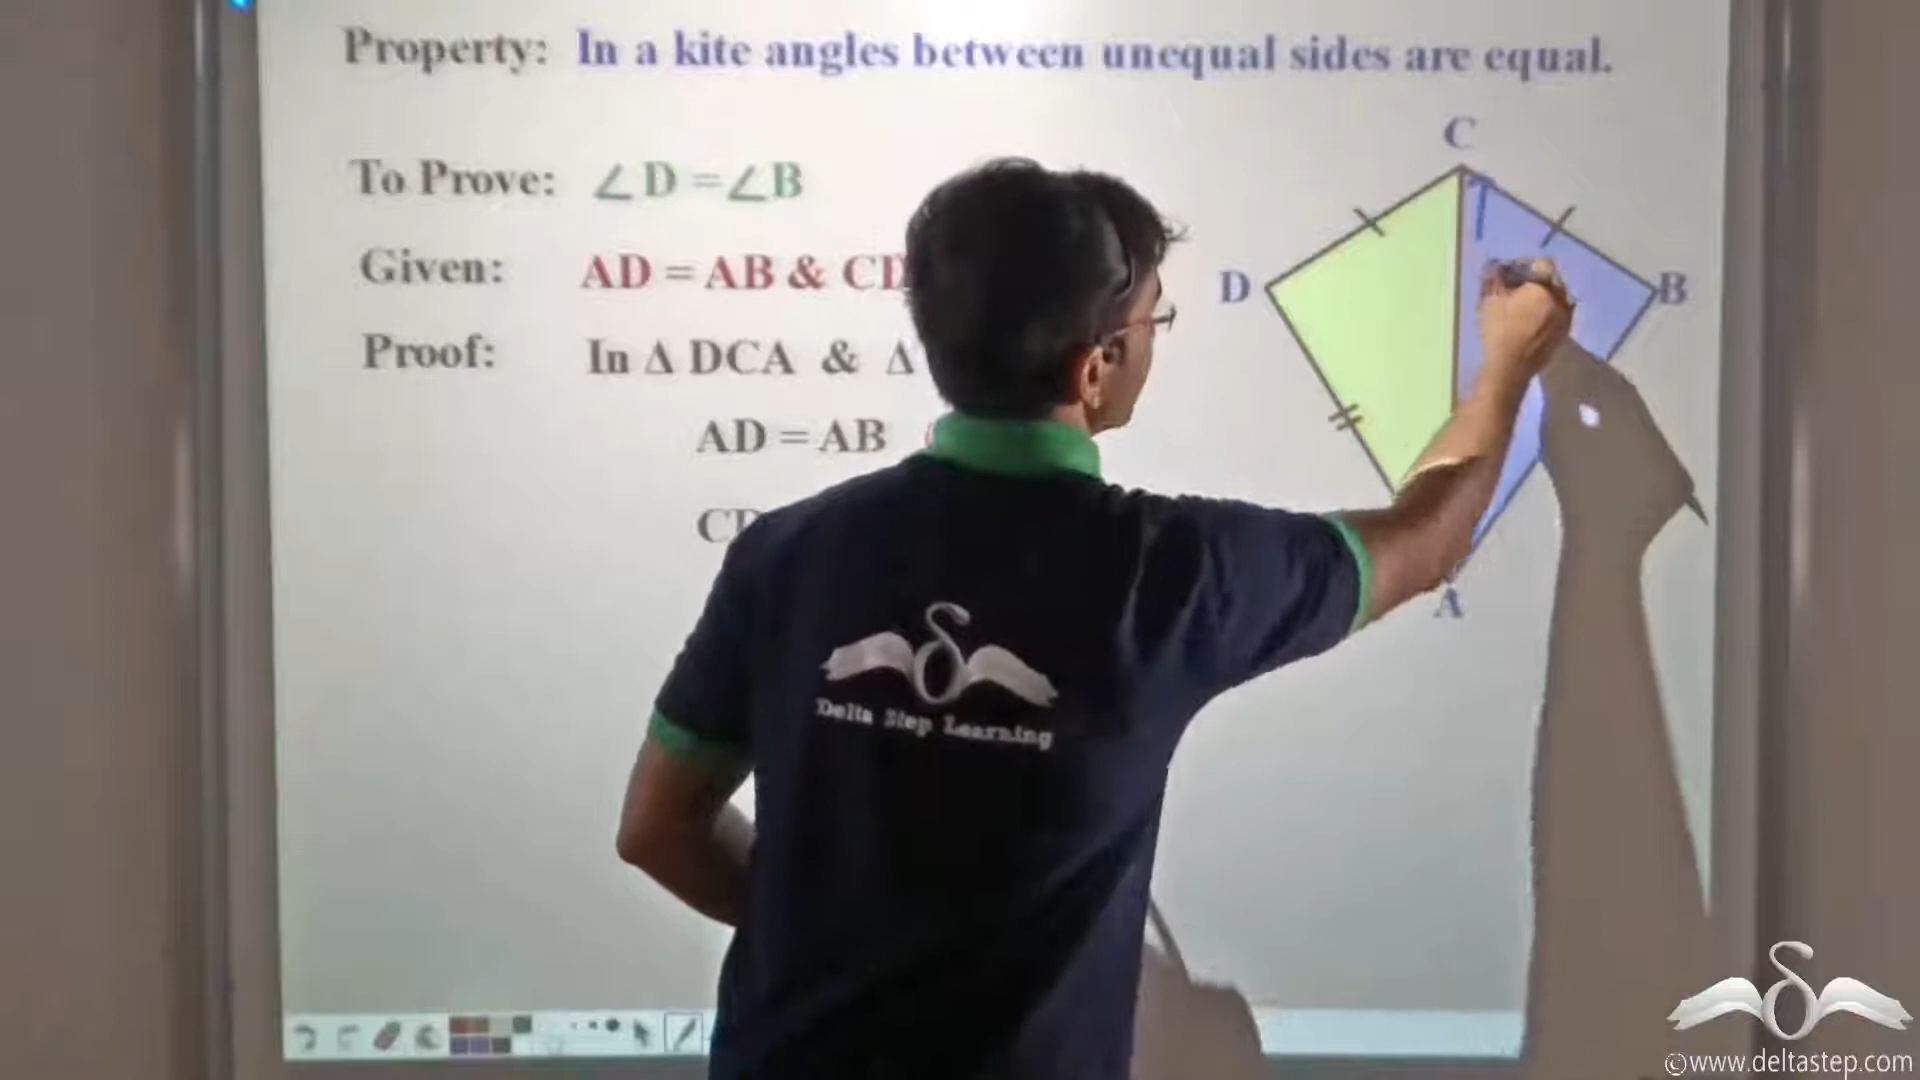 Property: In a kite angles between unequal sides are equal.
To Prove: ∠D =∠B
Given: AD = AB & CD
Proof: In Δ DCA & Δ
AD = AB
CD
C
D
B
A
Delta Step Learning
©www.deltastep.com